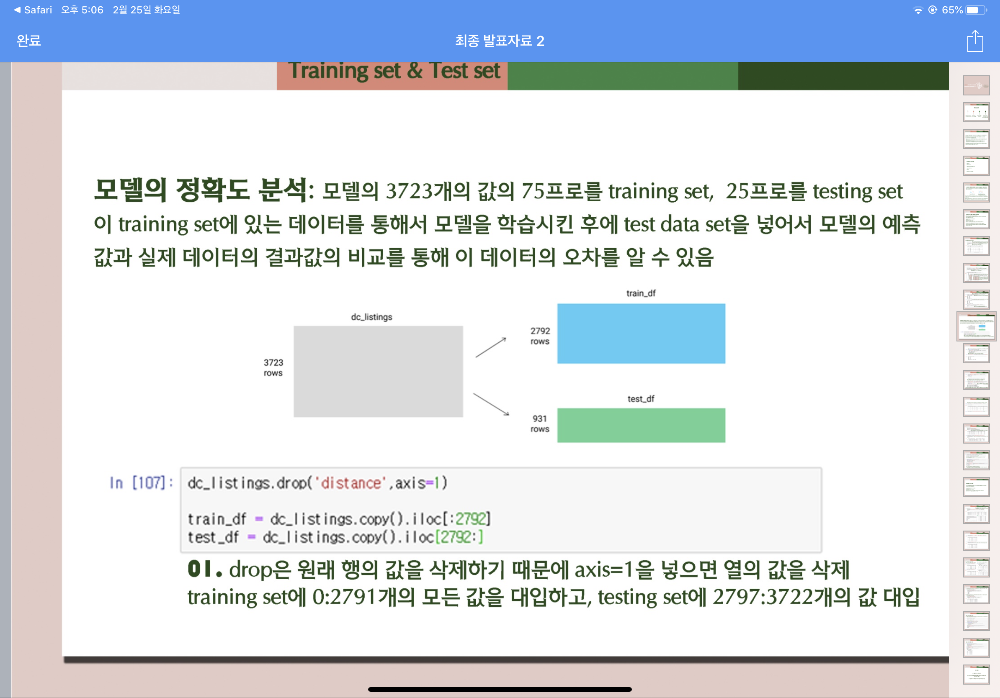 Safari 오후 5:06 2월 25일 화요일
65%
완료
최종 발표자료 2
Training set & Test set
모델의 정확도 분석: 모델의 3723개의 값의 75프로를 training set, 25프로를 testing set
이 training set에 있는 데이터를 통해서 모델을 학습시킨 후에 test data set을 넣어서 모델의 예측
값과 실제 데이터의 결과값의 비교를 통해 이 데이터의 오차를 알 수 있음
dc_listings
3723
rows
train_df
2792
rows
test_df
931
rows
In [107]:
dc_listings.drop('distance',axis=1)
train_df = dc_listings.copy().iloc[:2792]
test_df = dc_listings.copy().iloc[2792:]
01. drop은 원래 행의 값을 삭제하기 때문에 axis=1을 넣으면 열의 값을 삭제
training set에 0:2791개의 모든 값을 대입하고, testing set에 2797:3722개의 값 대입